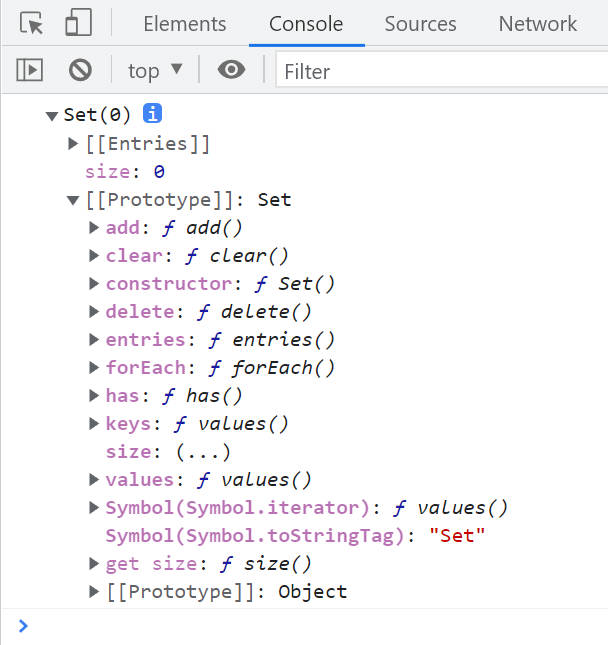 Elements Console Sources Network
top Filter
Set(0) i
[[Entries]]
size: 0
[[Prototype]]: Set
add: ƒ add()
clear: ƒ clear()
constructor: ƒ Set()
delete: ƒ delete()
entries: ƒ entries()
forEach: ƒ forEach()
has: ƒ has()
keys: ƒ values()
size: (...)
values: ƒ values()
Symbol(Symbol.iterator): ƒ values()
Symbol(Symbol.toStringTag): "Set"
get size: ƒ size()
[[Prototype]]: Object